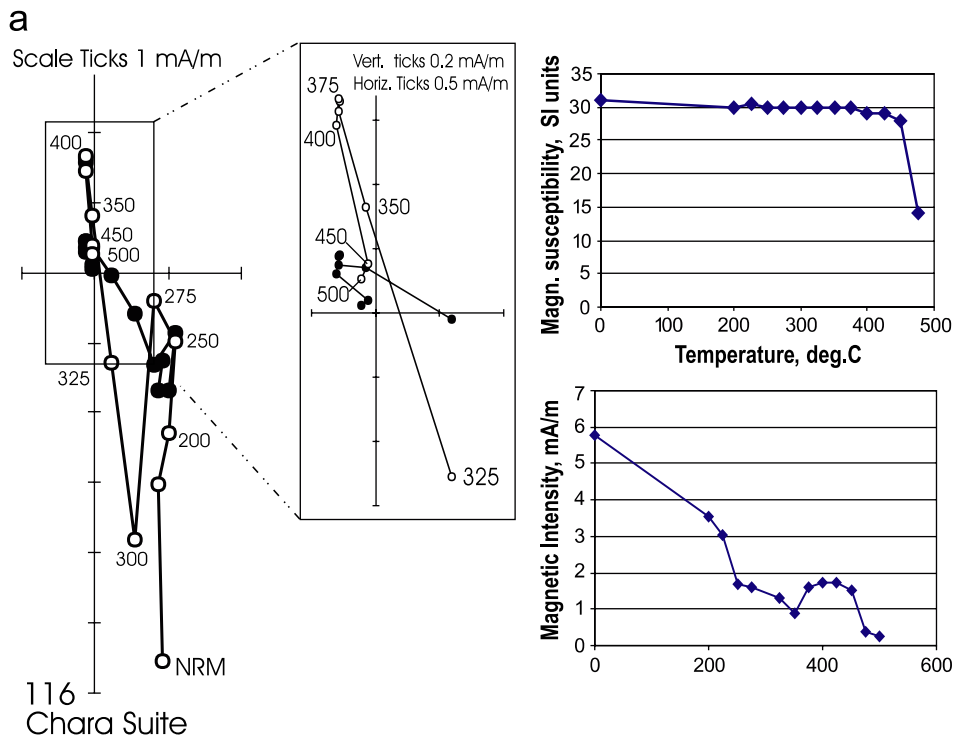 a
Scale Ticks 1 mA/m
400
350
450
500
275
250
325
200
300
NRM
116
Chara Suite
Vert. ticks 0.2 mA/m
Horiz. Ticks 0.5 mA/m
375
400
350
450
500
325
Magn. susceptibility, SI units
35
30
25
20
15
10
5
0
0 100 200 300 400 500
Temperature, deg.C
Magnetic Intensity, mA/m
7
6
5
4
3
2
1
0
0 200 400 600